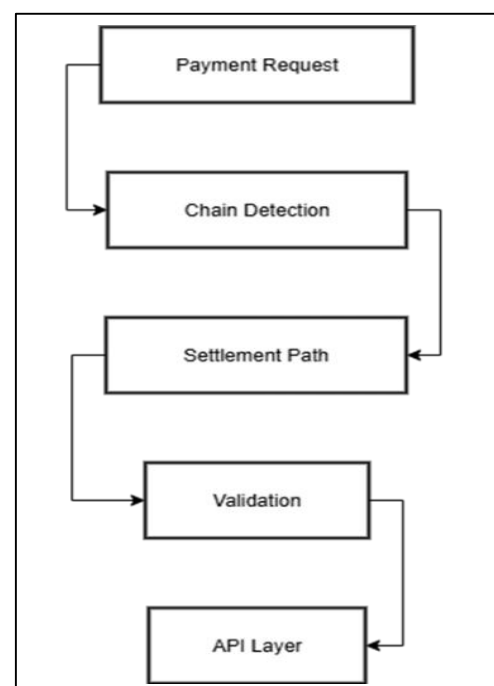 Payment Request
Chain Detection
Settlement Path
Validation
API Layer